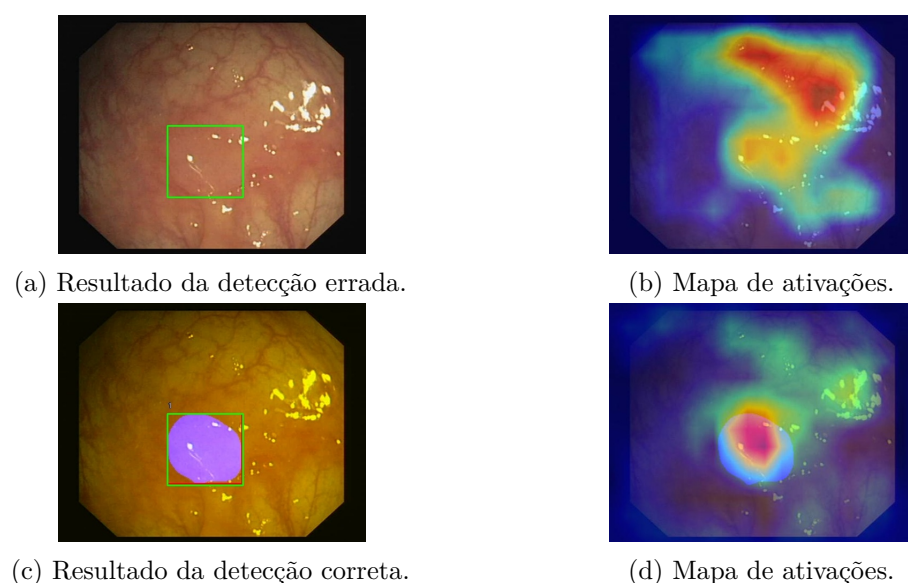 (a) Resultado da detecção errada.
(b) Mapa de ativações.
(c) Resultado da detecção correta.
(d) Mapa de ativações.